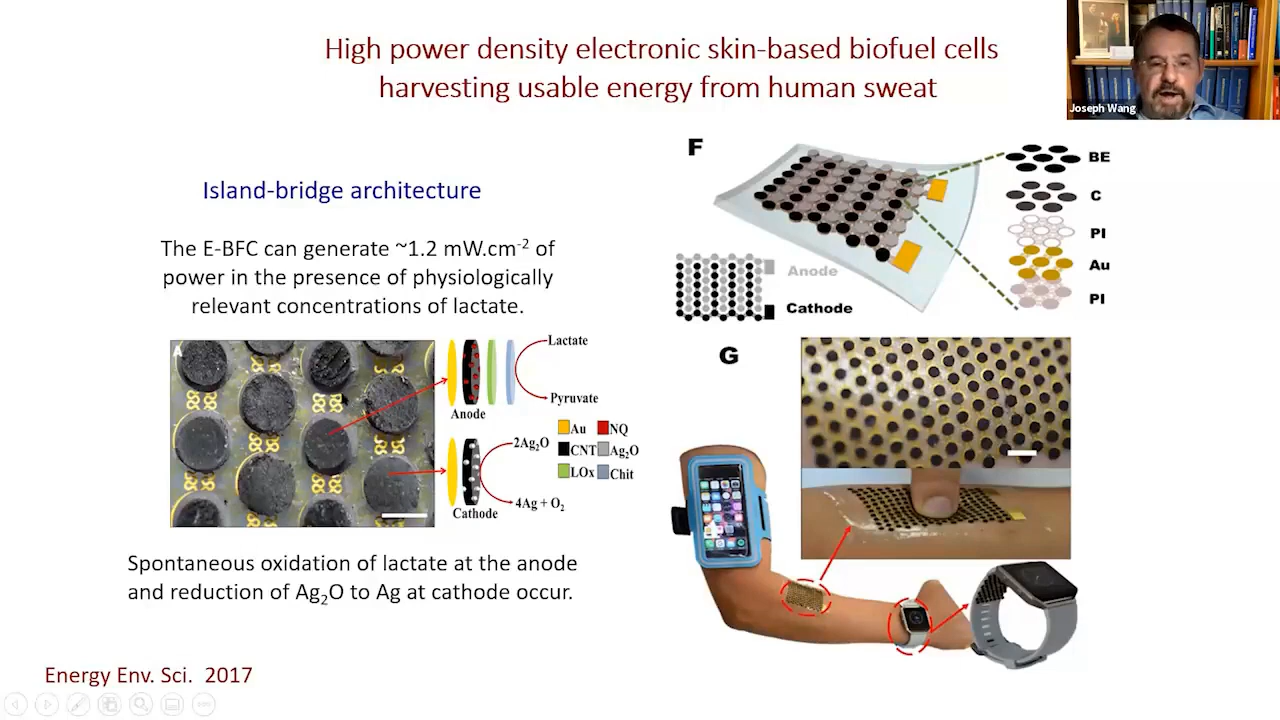 High power density electronic skin-based biofuel cells
harvesting usable energy from human sweat
Joseph Wang
Island-bridge architecture
The E-BFC can generate ~1.2 mW.cm-2 of
power in the presence of physiologically
relevant concentrations of lactate.
A
Lactate
Pyruvate
Anode
Au
NQ
CNT
Ag2O
LOx
Chit
2Ag2O
4Ag + O2
Cathode
Spontaneous oxidation of lactate at the anode
and reduction of Ag2O to Ag at cathode occur.
F
BE
C
PI
Au
PI
Anode
Cathode
G
Energy Env. Sci. 2017